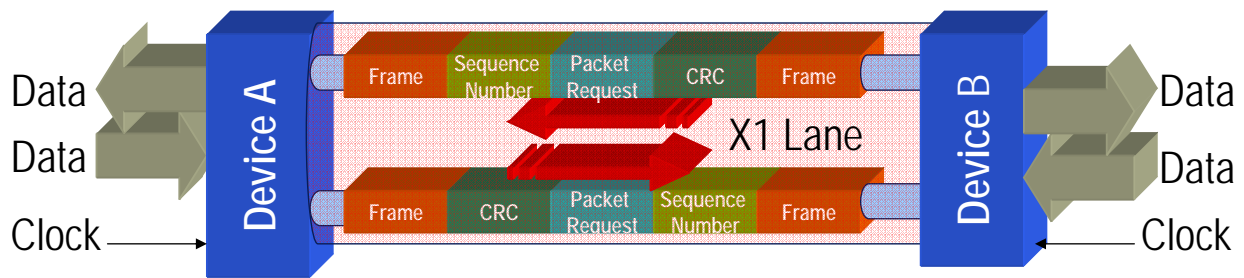 Data
Data
Clock
Device A
Frame
Sequence
Number
Packet
Request
CRC
Frame
X1 Lane
Frame
CRC
Packet
Request
Sequence
Number
Frame
Device B
Data
Data
Clock